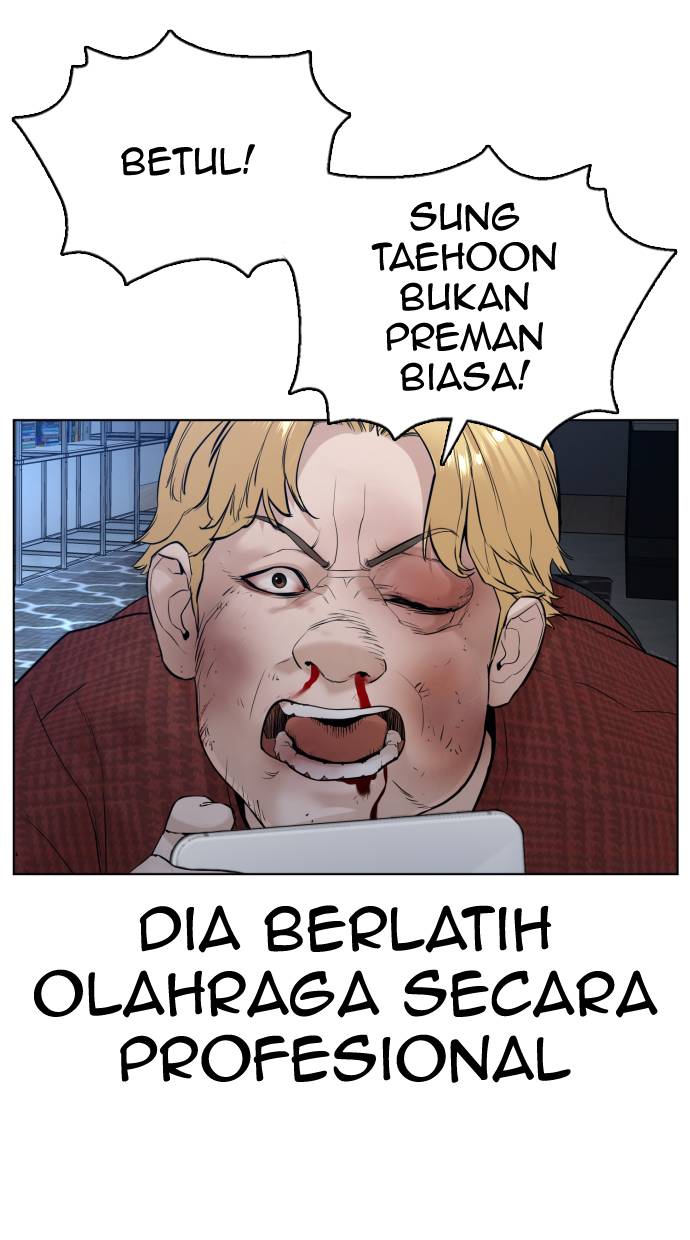 BETUL!
SUNG
TAEHOON
BUKAN
PREMAN
BIASA!
DIA BERLATIH
OLAHRAGA SECARA
PROFESIONAL